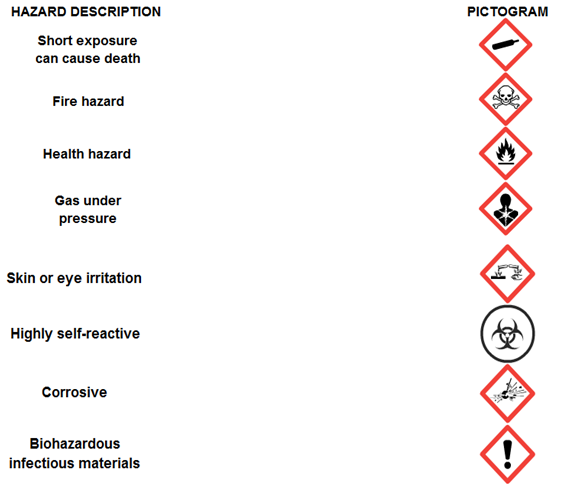 HAZARD DESCRIPTION PICTOGRAM
Short exposure
can cause death
Fire hazard
Health hazard
Gas under
pressure
Skin or eye irritation
Highly self-reactive
Corrosive
Biohazardous
infectious materials